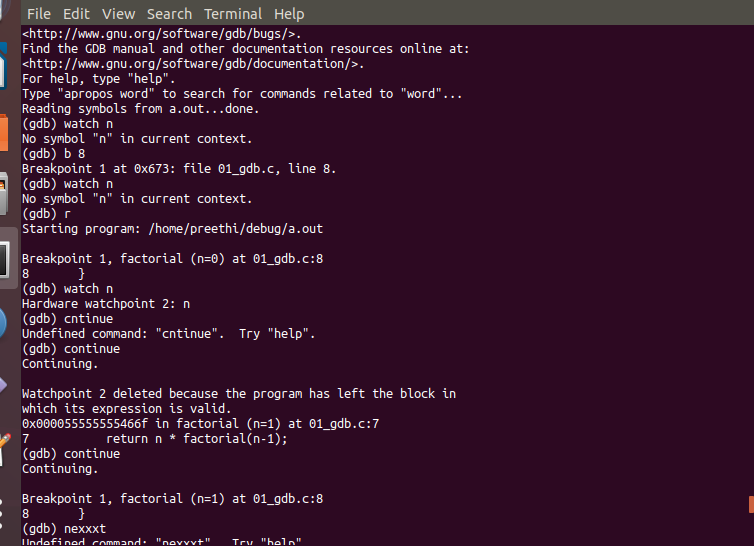 File Edit View Search Terminal Help
<http://www.gnu.org/software/gdb/bugs/>.
Find the GDB manual and other documentation resources online at:
<http://www.gnu.org/software/gdb/documentation/>.
For help, type "help".
Type "apropos word" to search for commands related to "word"...
Reading symbols from a.out...done.
(gdb) watch n
No symbol "n" in current context.
(gdb) b 8
Breakpoint 1 at 0x673: file 01_gdb.c, line 8.
(gdb) watch n
No symbol "n" in current context.
(gdb) r
Starting program: /home/preethi/debug/a.out
Breakpoint 1, factorial (n=0) at 01_gdb.c:8
8 }
(gdb) watch n
Hardware watchpoint 2: n
(gdb) cntinue
Undefined command: "cntinue". Try "help".
(gdb) continue
Continuing.
Watchpoint 2 deleted because the program has left the block in
which its expression is valid.
0x000055555555466f in factorial (n=1) at 01_gdb.c:7
7 return n * factorial(n-1);
(gdb) continue
Continuing.
Breakpoint 1, factorial (n=1) at 01_gdb.c:8
8 }
(gdb) nexxxt
Undefined command: "nexxxt". Try "help"